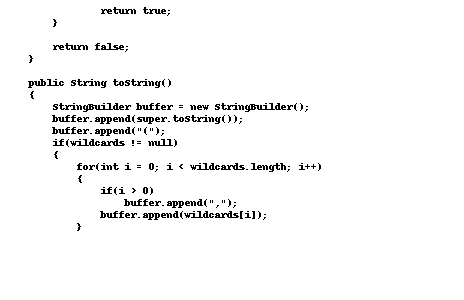 return true;
}
return false;
}
public String toString()
{
StringBuilder buffer = new StringBuilder();
buffer.append(super.toString());
buffer.append("(");
if(wildcards != null)
{
for(int i = 0; i < wildcards.length; i++)
{
if(i > 0)
buffer.append(",");
buffer.append(wildcards[i]);
}